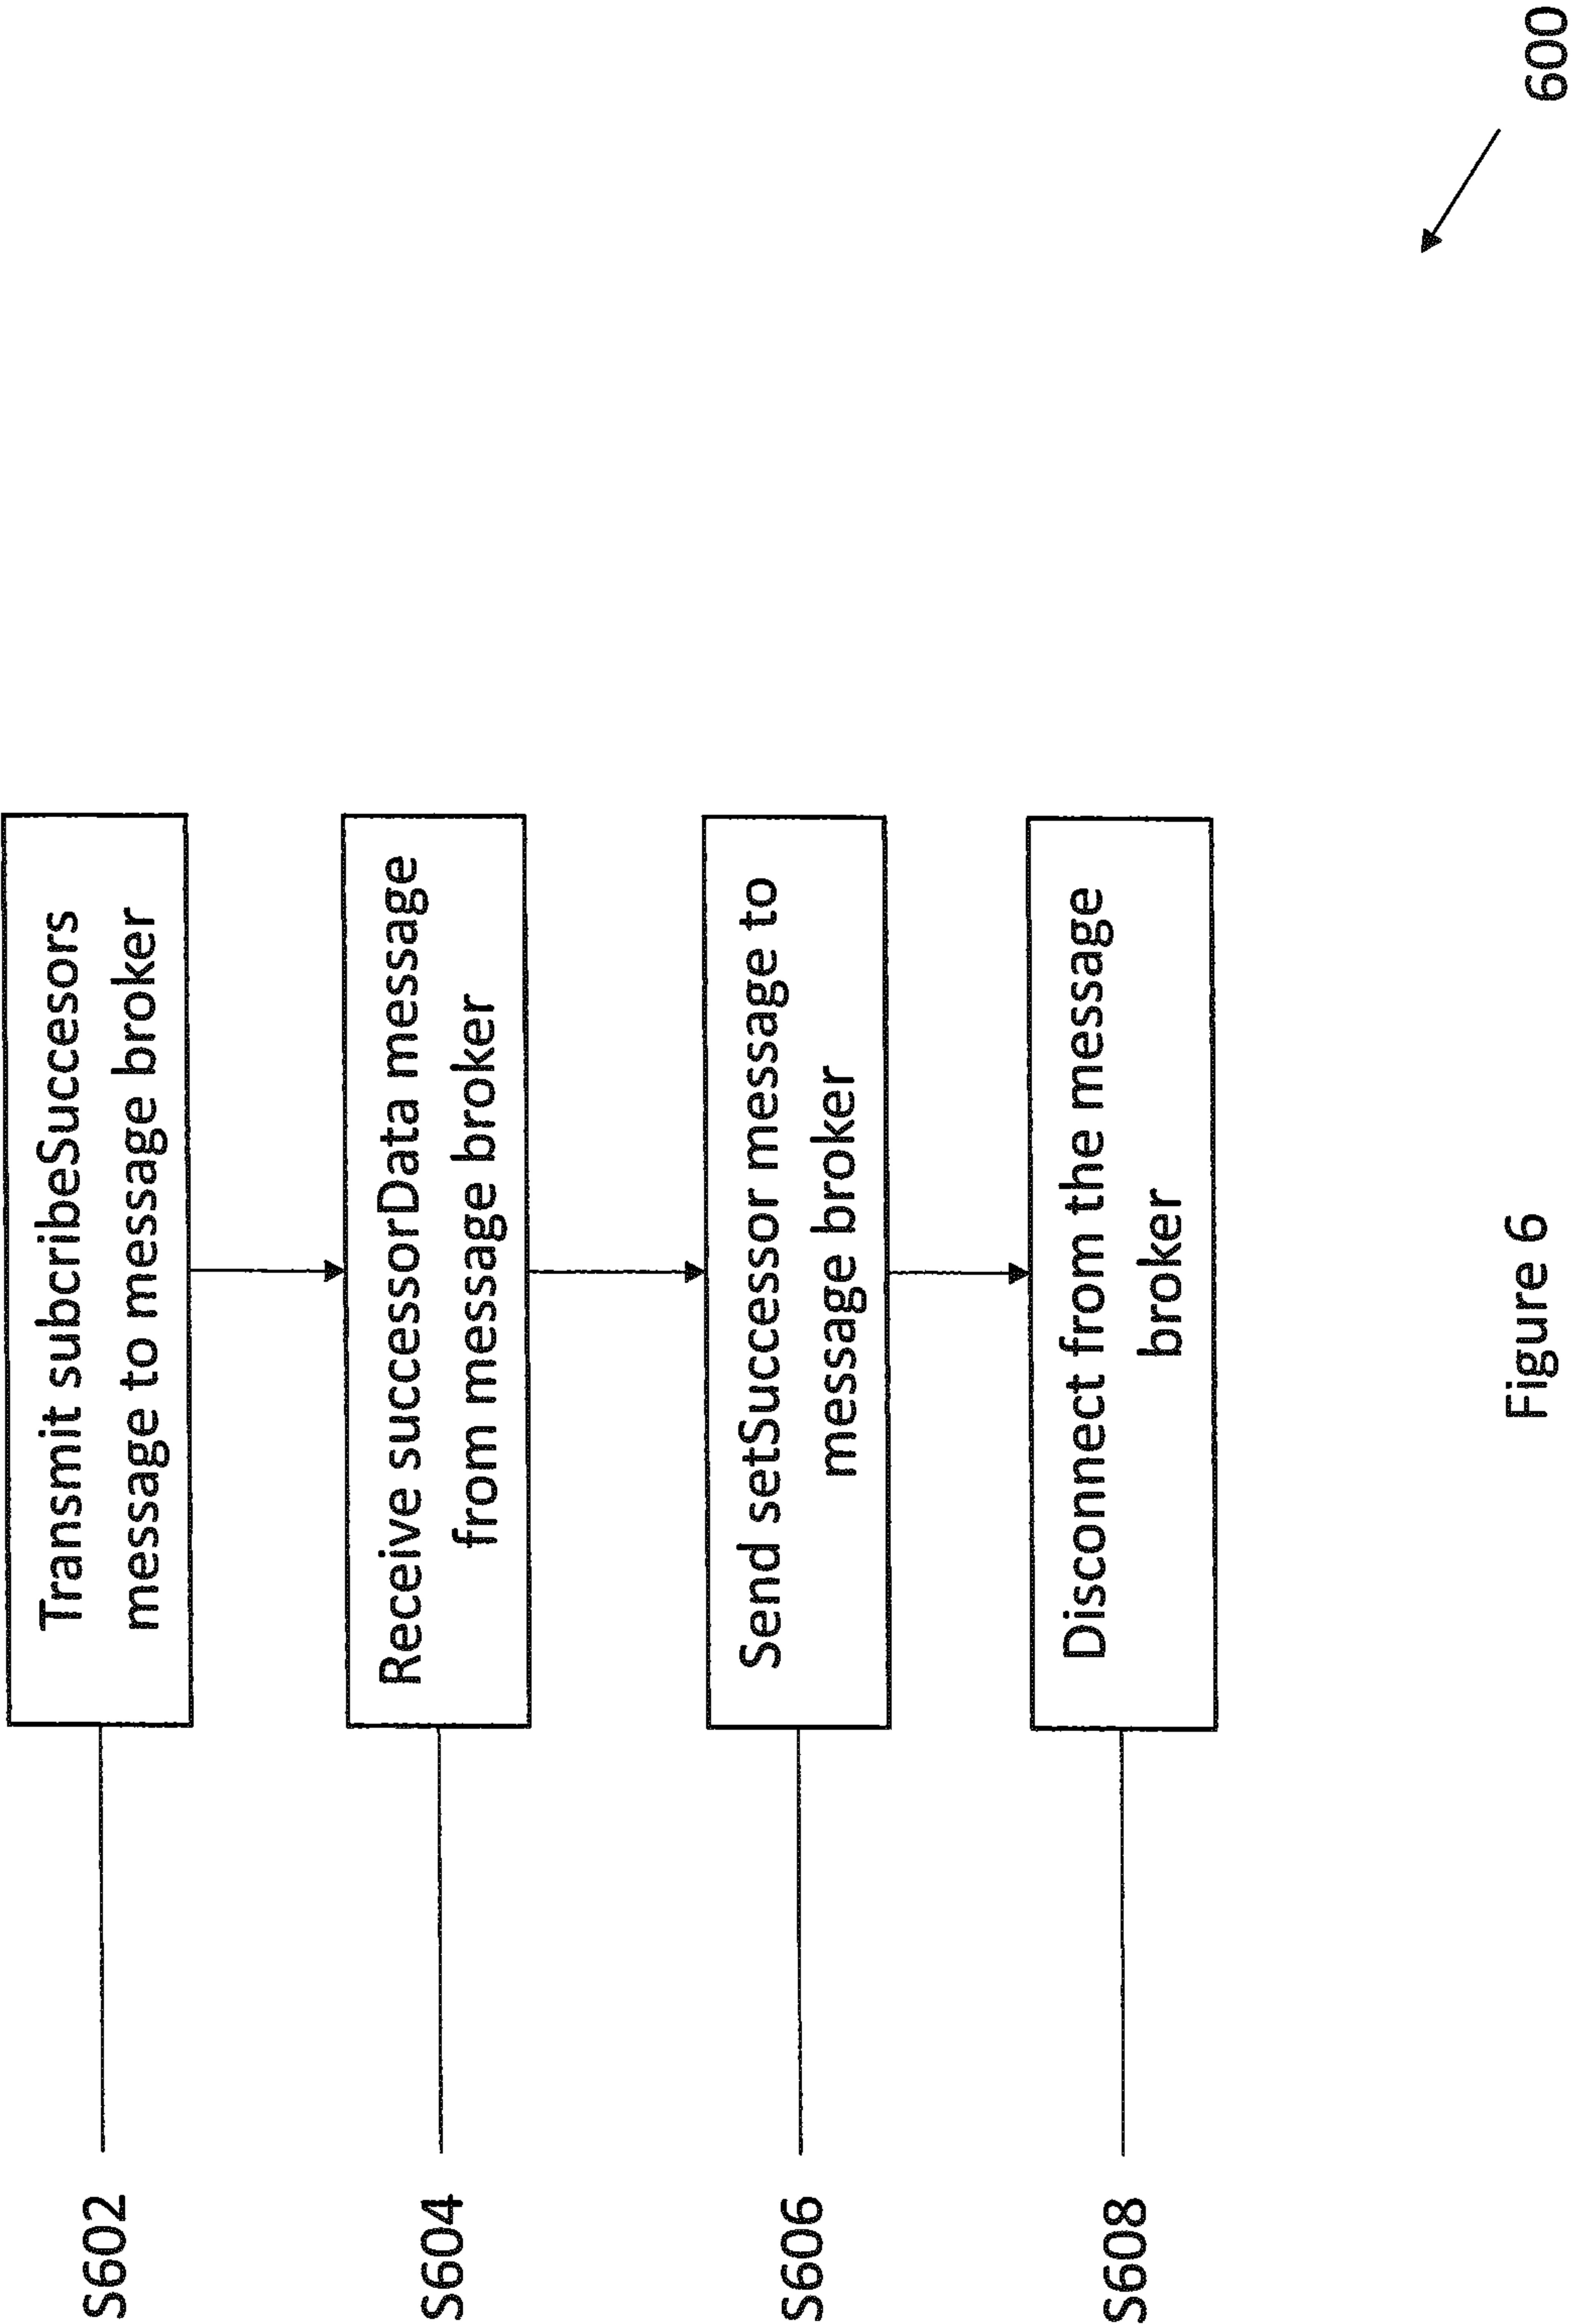 S602
Transmit subcribeSuccessors
message to message broker
S604
Receive successorData message
from message broker
S606
Send setSuccessor message to
message broker
S608
Disconnect from the message
broker
Figure 6
600